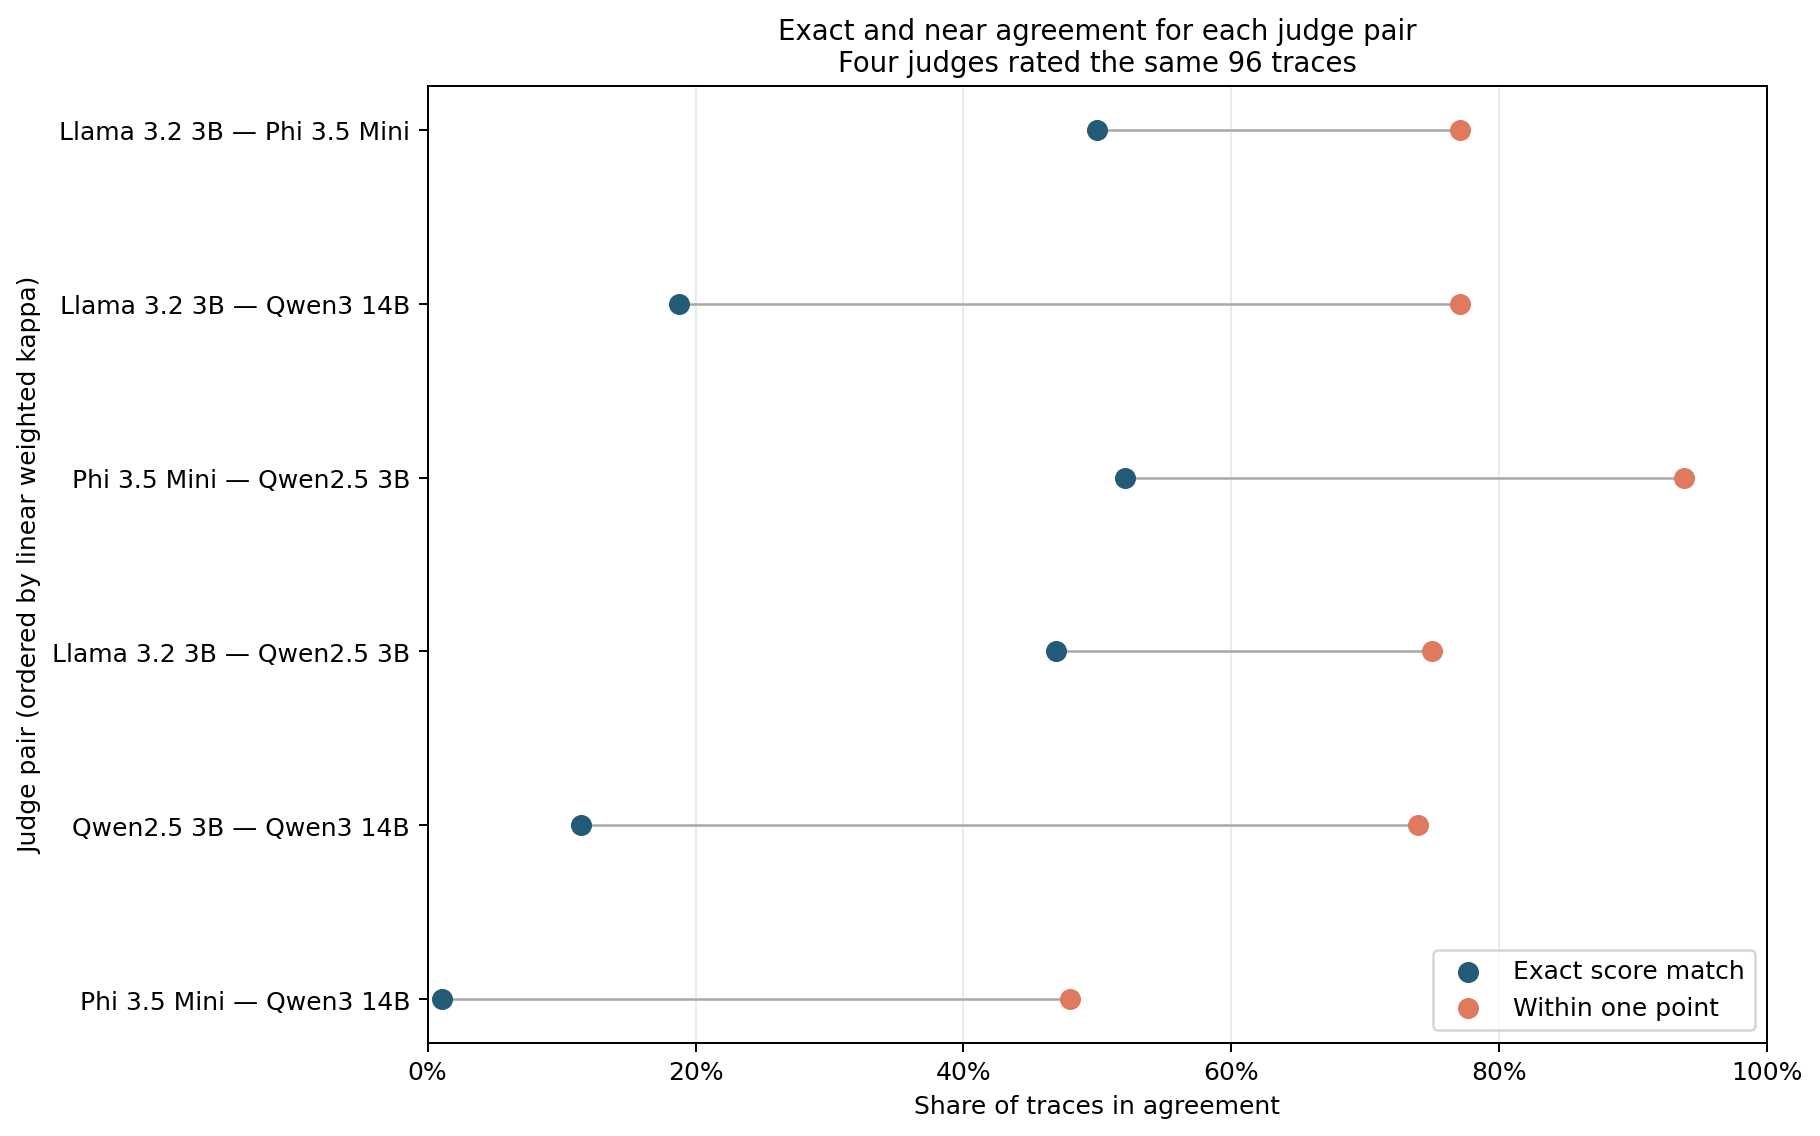 Exact and near agreement for each judge pair
Four judges rated the same 96 traces
Judge pair (ordered by linear weighted kappa)
Llama 3.2 3B — Phi 3.5 Mini
Llama 3.2 3B — Qwen3 14B
Phi 3.5 Mini — Qwen2.5 3B
Llama 3.2 3B — Qwen2.5 3B
Qwen2.5 3B — Qwen3 14B
Phi 3.5 Mini — Qwen3 14B
Exact score match
Within one point
0% 20% 40% 60% 80% 100%
Share of traces in agreement